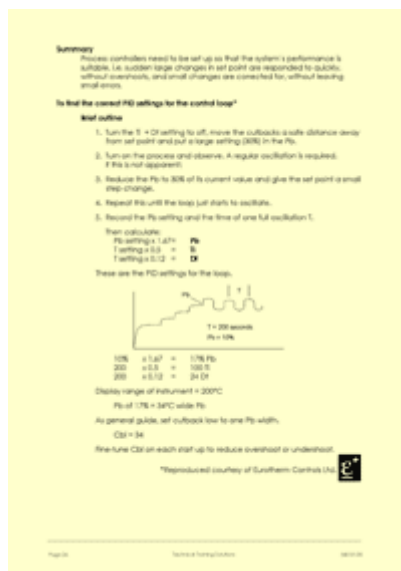 Summary
Process controllers need to be set up so that the system's performance is
suitable. i.e. sudden large changes in set point are responded to quickly,
without overshoots, and small changes are corrected for, without leaving
small errors.
To find the correct PID settings for the control loop*
Brief outline
1. Turn the Ti + Dt setting to off, move the cutbacks a safe distance away
from set point and put a large setting (30%) in the Pb.
2. Turn on the process and observe. A regular oscillation is required.
If this is not apparent:
3. Reduce the Pb to 30% of its current value and give the set point a small
step change.
4. Repeat this until the loop just starts to oscillate.
5. Record the Pb setting and the time of one full oscillation T.
Then calculate:
Pb setting x 1.67= Pb
T setting x 0.5 = Ti
T setting x 0.12 = Dt
These are the PID settings for the loop.
T
Pb
T = 200 seconds
Pb = 10%
10% x 1.67 = 17% Pb
200 x 0.5 = 100 Ti
200 x 0.12 = 24 Dt
Display range of instrument = 200°C
Pb of 17% = 34°C wide Pb
As general guide, set cutback low to one Pb width.
Cbl = 34
Fine-tune Cbl on each start up to reduce overshoot or undershoot.
*Reproduced courtesy of Eurotherm Controls Ltd.
Technical Training Solutions